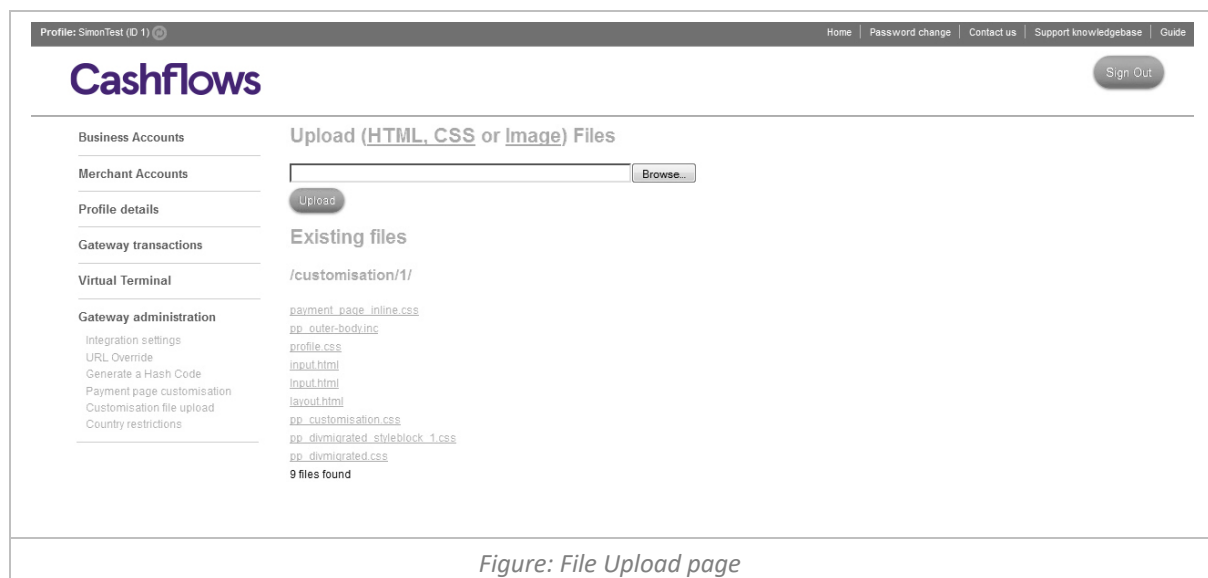 Profile: SimonTest (ID 1)
Home | Password change | Contact us | Support knowledgebase | Guide
Cashflows
Sign Out
Business Accounts
Merchant Accounts
Profile details
Gateway transactions
Virtual Terminal
Gateway administration
Integration settings
URL Override
Generate a Hash Code
Payment page customisation
Customisation file upload
Country restrictions
Upload (HTML, CSS or Image) Files
Browse...
Upload
Existing files
/customisation/1/
payment_page_inline.css
pp_outer-body.inc
profile.css
input.html
Input.html
layout.html
pp_customisation.css
pp_divmigrated_styleblock_1.css
pp_divmigrated.css
9 files found
Figure: File Upload page